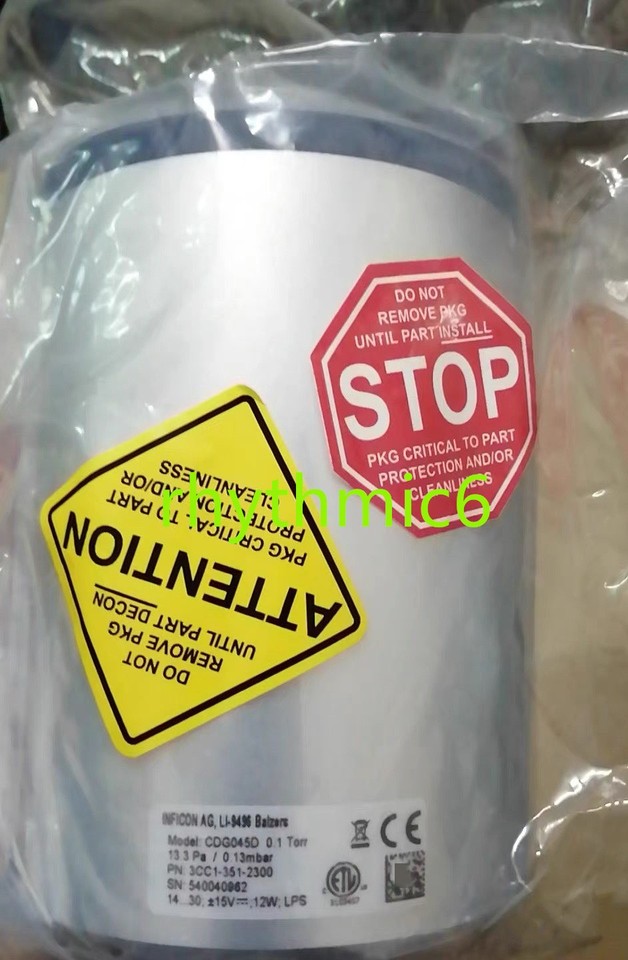 DO NOT
REMOVE PKG
UNTIL PART INSTALL
STOP
PKG CRITICAL TO PART
PROTECTION AND/OR
CLEANLINESS
DO NOT
REMOVE PKG
UNTIL PART DECON
ATTENTION
PKG CRITICAL TO PART
PROTECTION AND/OR
CLEANLINESS
rhythmic6
INFICON AG, LI-9496 Balzers
Model: CDG045D 0.1 Torr
13.3 Pa / 0.13mbar
PN: 3CC1-351-2300
SN: 540040962
14...30; ±15V⎓;12W; LPS
CE
ETL